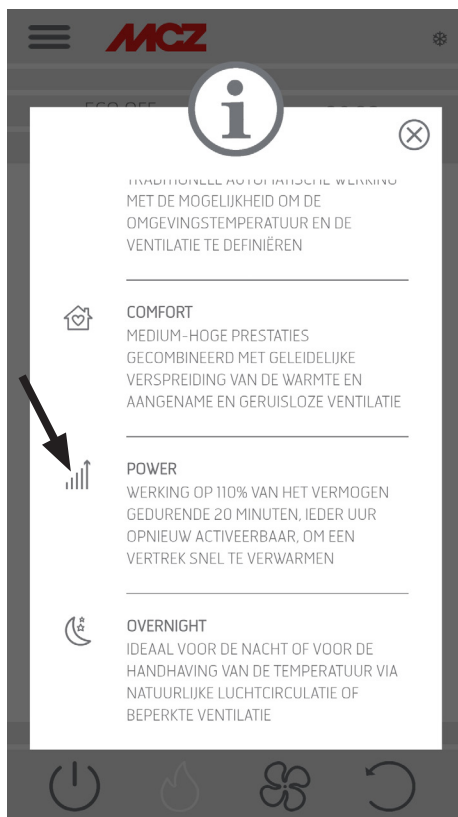 MCZ
i
MET DE MOGELIJKHEID OM DE
OMGEVINGSTEMPERATUUR EN DE
VENTILATIE TE DEFINIËREN
COMFORT
MEDIUM-HOGE PRESTATIES
GECOMBINEERD MET GELEIDELIJKE
VERSPREIDING VAN DE WARMTE EN
AANGENAME EN GERUISLOZE VENTILATIE
POWER
WERKING OP 110% VAN HET VERMOGEN
GEDURENDE 20 MINUTEN, IEDER UUR
OPNIEUW ACTIVEERBAAR, OM EEN
VERTREK SNEL TE VERWARMEN
OVERNIGHT
IDEAAL VOOR DE NACHT OF VOOR DE
HANDHAVING VAN DE TEMPERATUUR VIA
NATUURLIJKE LUCHTCIRCULATIE OF
BEPERKTE VENTILATIE